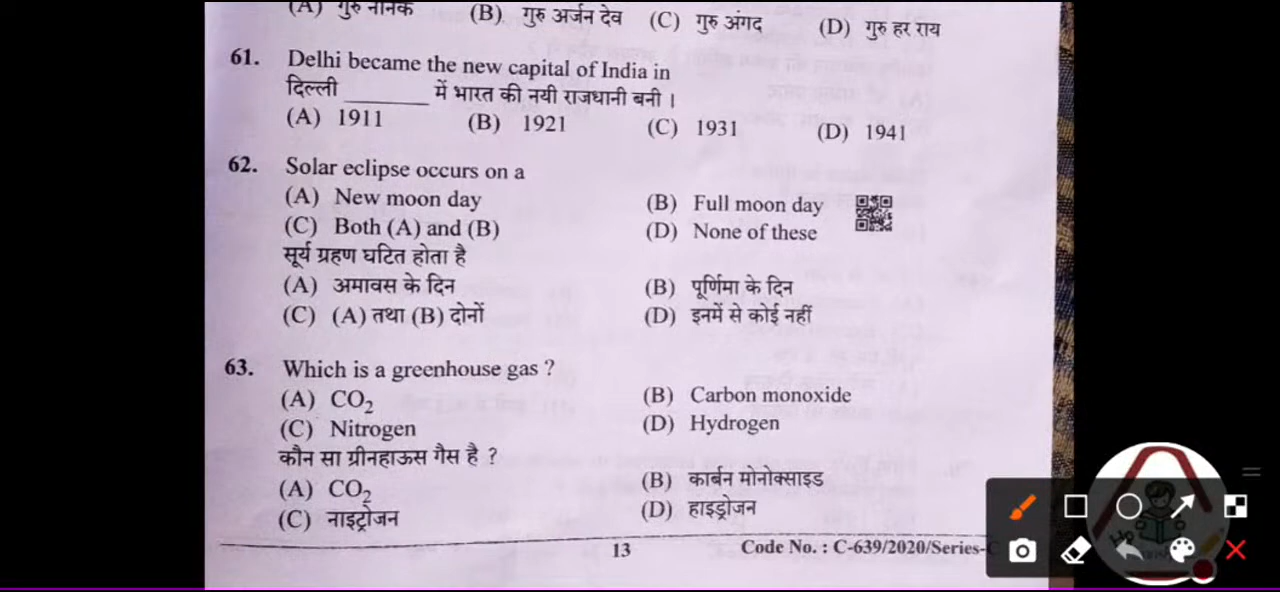 (A) गुरु नानक (B) गुरु अर्जन देव (C) गुरु अंगद (D) गुरु हर राय
61. Delhi became the new capital of India in
दिल्ली ________ में भारत की नयी राजधानी बनी ।
(A) 1911 (B) 1921 (C) 1931 (D) 1941
62. Solar eclipse occurs on a
(A) New moon day (B) Full moon day
(C) Both (A) and (B) (D) None of these
सूर्य ग्रहण घटित होता है
(A) अमावस के दिन (B) पूर्णिमा के दिन
(C) (A) तथा (B) दोनों (D) इनमें से कोई नहीं
63. Which is a greenhouse gas ?
(A) CO₂ (B) Carbon monoxide
(C) Nitrogen (D) Hydrogen
कौन सा ग्रीनहाऊस गैस है ?
(A) CO₂ (B) कार्बन मोनोक्साइड
(C) नाइट्रोजन (D) हाइड्रोजन
13 Code No. : C-639/2020/Series-